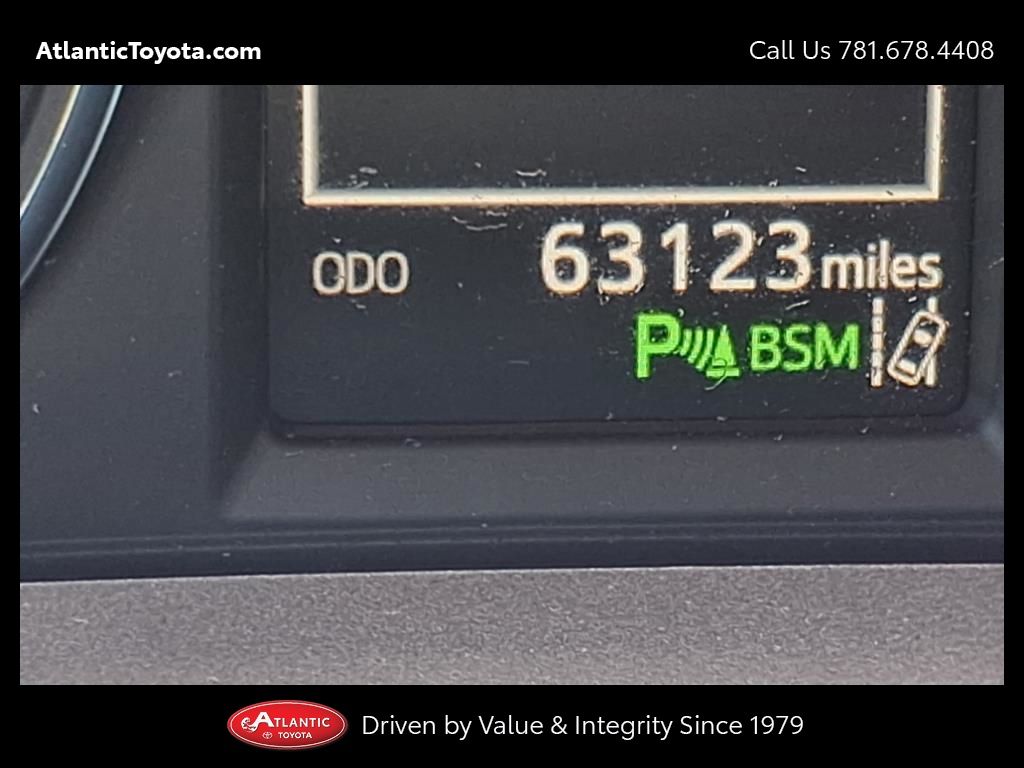 AtlanticToyota.com
Call Us 781.678.4408
ODO 63123 miles
P BSM
ATLANTIC
TOYOTA
Driven by Value & Integrity Since 1979